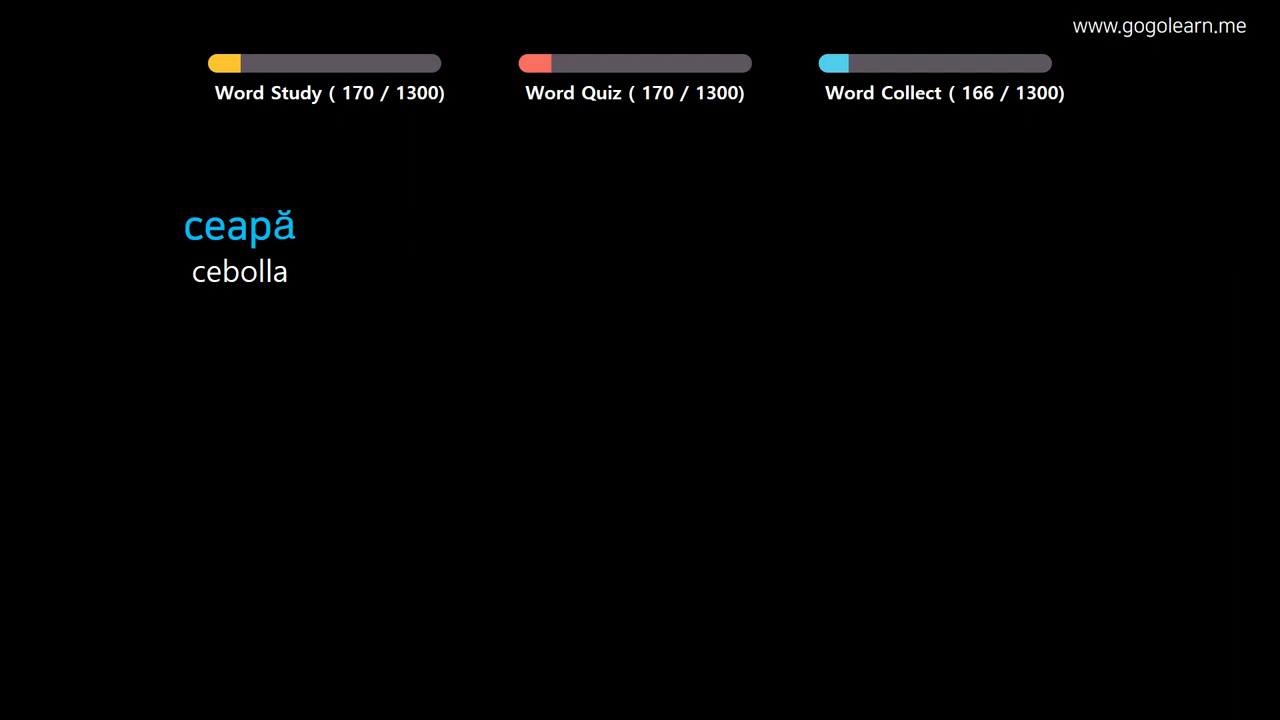 www.gogolearn.me
Word Study ( 170 / 1300)
Word Quiz ( 170 / 1300)
Word Collect ( 166 / 1300)
ceapă
cebolla